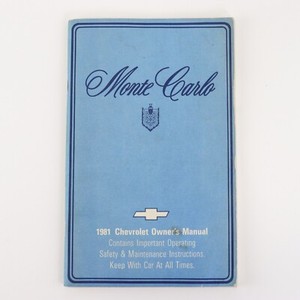 Monte Carlo
1981 Chevrolet Owner's Manual
Contains Important Operating
Safety & Maintenance Instructions.
Keep With Car At All Times.